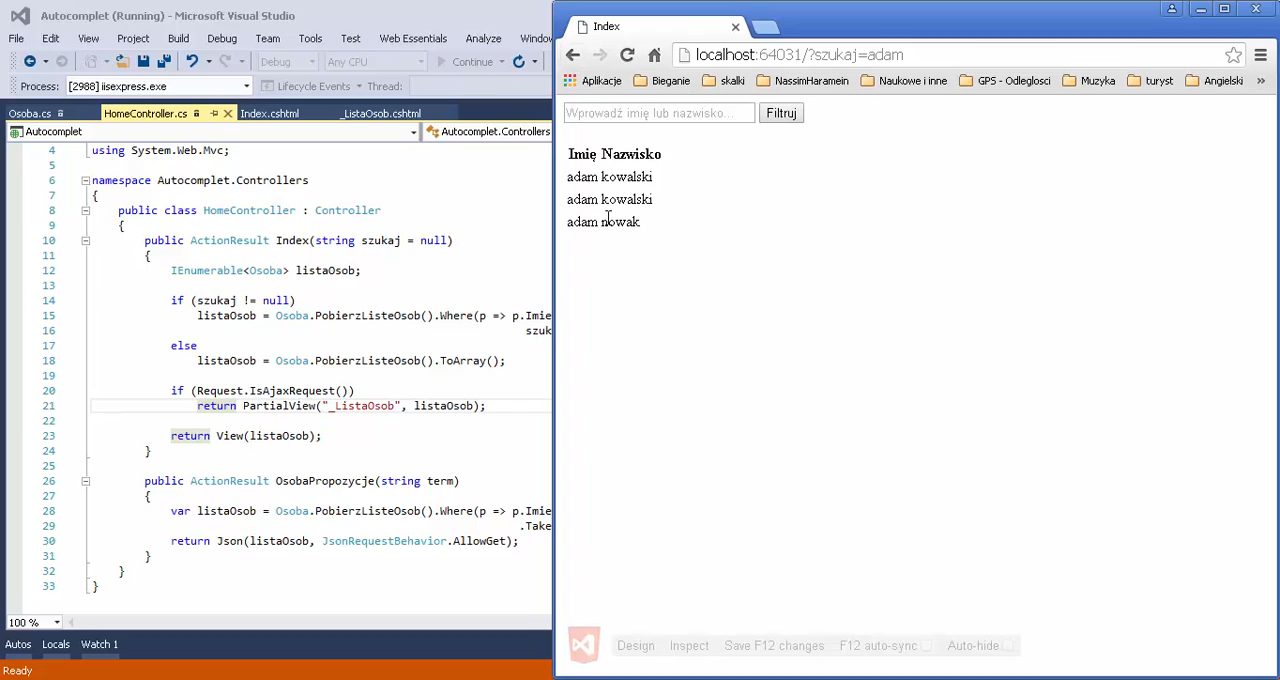 Autocomplet (Running) - Microsoft Visual Studio
File Edit View Project Build Debug Team Tools Test Web Essentials Analyze Window
Debug Any CPU Continue
Process: [2988] iisexpress.exe Lifecycle Events Thread:
Osoba.cs HomeController.cs Index.cshtml _ListaOsob.cshtml
Autocomplet Autocomplet.Controllers
4 using System.Web.Mvc;
5
6 namespace Autocomplet.Controllers
7 {
8 public class HomeController : Controller
9 {
10 public ActionResult Index(string szukaj = null)
11 {
12 IEnumerable<Osoba> listaOsob;
13
14 if (szukaj != null)
15 listaOsob = Osoba.PobierzListeOsob().Where(p => p.Imie
16 szuk
17 else
18 listaOsob = Osoba.PobierzListeOsob().ToArray();
19
20 if (Request.IsAjaxRequest())
21 return PartialView("_ListaOsob", listaOsob);
22
23 return View(listaOsob);
24 }
25
26 public ActionResult OsobaPropozycje(string term)
27 {
28 var listaOsob = Osoba.PobierzListeOsob().Where(p => p.Imie
29 .Take
30 return Json(listaOsob, JsonRequestBehavior.AllowGet);
31 }
32 }
33 }
100 %
Autos Locals Watch 1
Ready
Index
localhost:64031/?szukaj=adam
Aplikacje Bieganie skalki NassimHaramein Naukowe i inne GPS - Odleglosci Muzyka turyst Angielski »
Wprowadź imię lub nazwisko... Filtruj
Imię Nazwisko
adam kowalski
adam kowalski
adam nowak
Design Inspect Save F12 changes F12 auto-sync Auto-hide